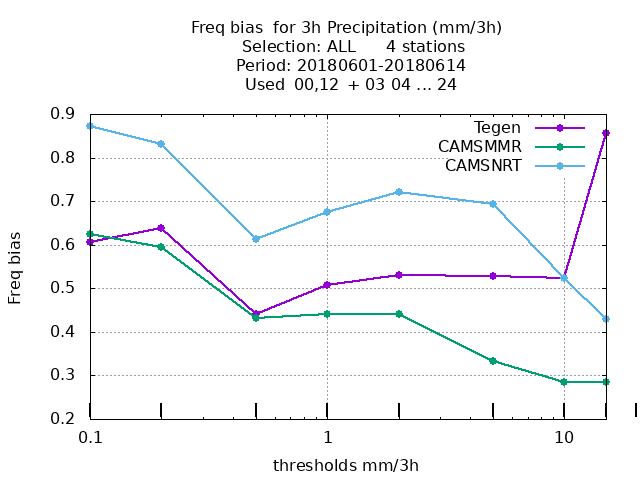 Freq bias  for 3h Precipitation (mm/3h)
Selection: ALL      4 stations
Period: 20180601-20180614
Used  00,12  + 03 04 ... 24
Tegen
CAMSMMR
CAMSNRT
0.9
0.8
0.7
0.6
0.5
0.4
0.3
0.2
Freq bias
0.1 1 10
thresholds mm/3h